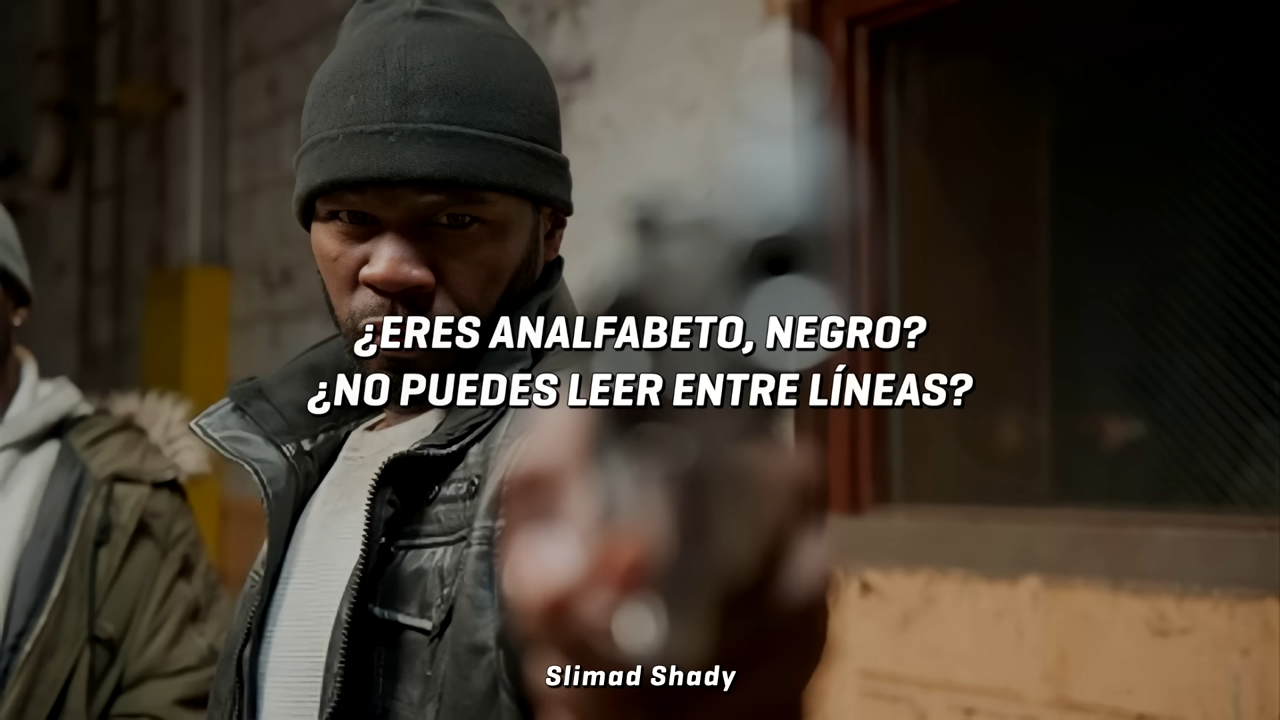 ¿ERES ANALFABETO, NEGRO?
¿NO PUEDES LEER ENTRE LÍNEAS?
Slimad Shady